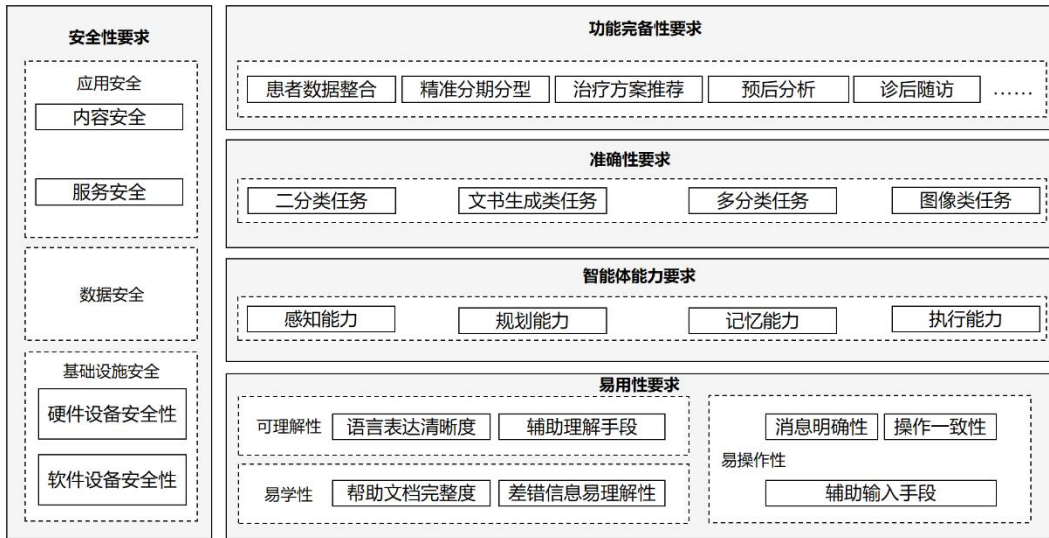 安全性要求
应用安全
内容安全
服务安全
数据安全
基础设施安全
硬件设备安全性
软件设备安全性
功能完备性要求
患者数据整合 精准分期分型 治疗方案推荐 预后分析 诊后随访 ……
准确性要求
二分类任务 文书生成类任务 多分类任务 图像类任务
智能体能力要求
感知能力 规划能力 记忆能力 执行能力
易用性要求
可理解性 语言表达清晰度 辅助理解手段
易学性 帮助文档完整度 差错信息易理解性
消息明确性 操作一致性
易操作性
辅助输入手段